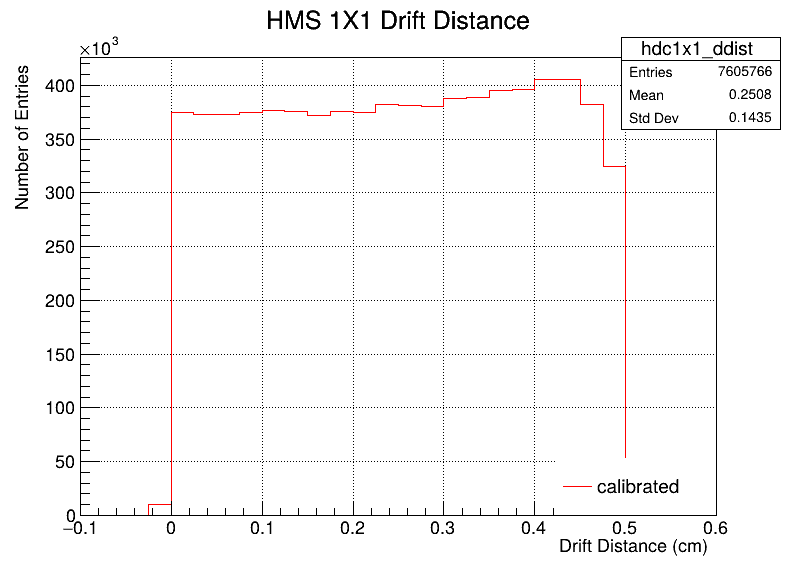 HMS 1X1 Drift Distance
×10³
hdc1x1_ddist
Entries 7605766
Mean 0.2508
Std Dev 0.1435
Number of Entries
400
350
300
250
200
150
100
50
0
calibrated
−0.1 0 0.1 0.2 0.3 0.4 0.5 0.6
Drift Distance (cm)